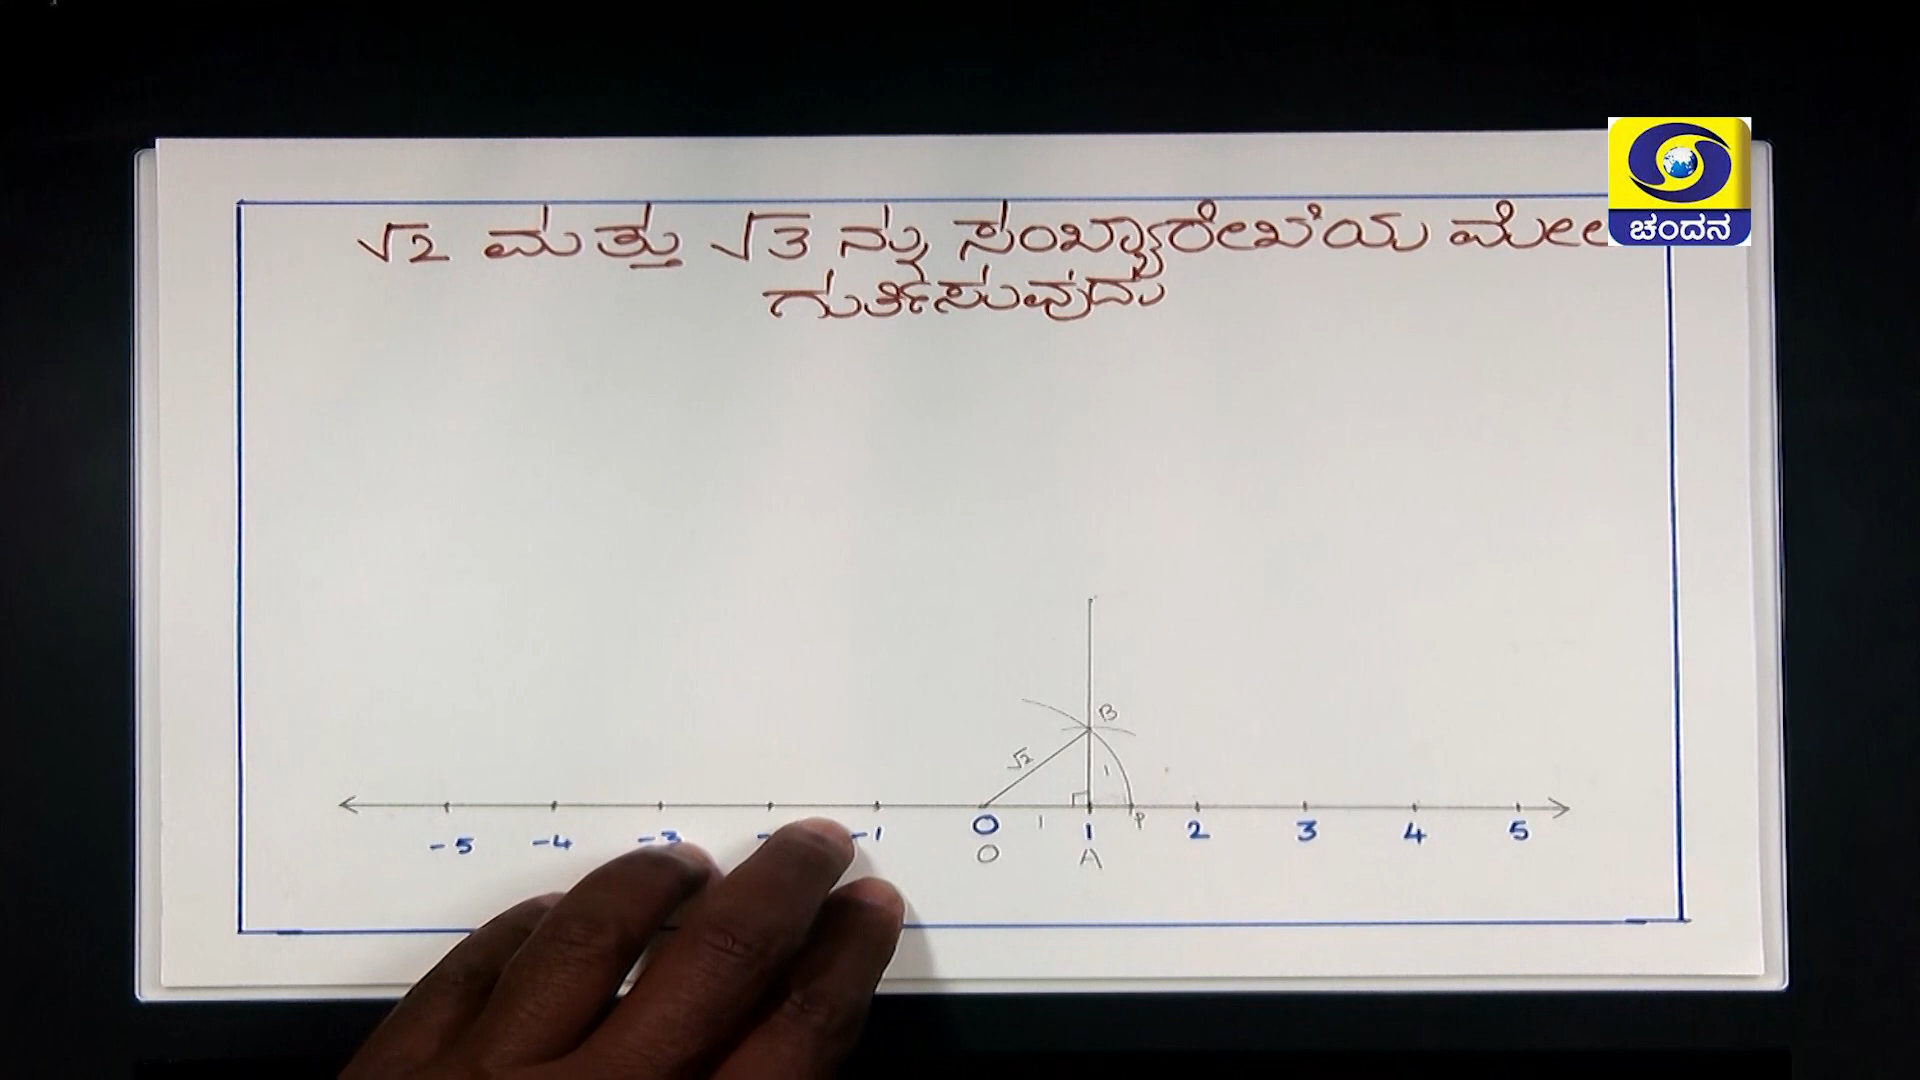 √2 ಮತ್ತು √3 ನ್ನು ಸಂಖ್ಯಾರೇಖೆಯ ಮೇಲೆ
ಗುರ್ತಿಸುವುದು
ಚಂದನ
B
√2
1
-5 -4 -3 -1 0 1 1 P 2 3 4 5
O A